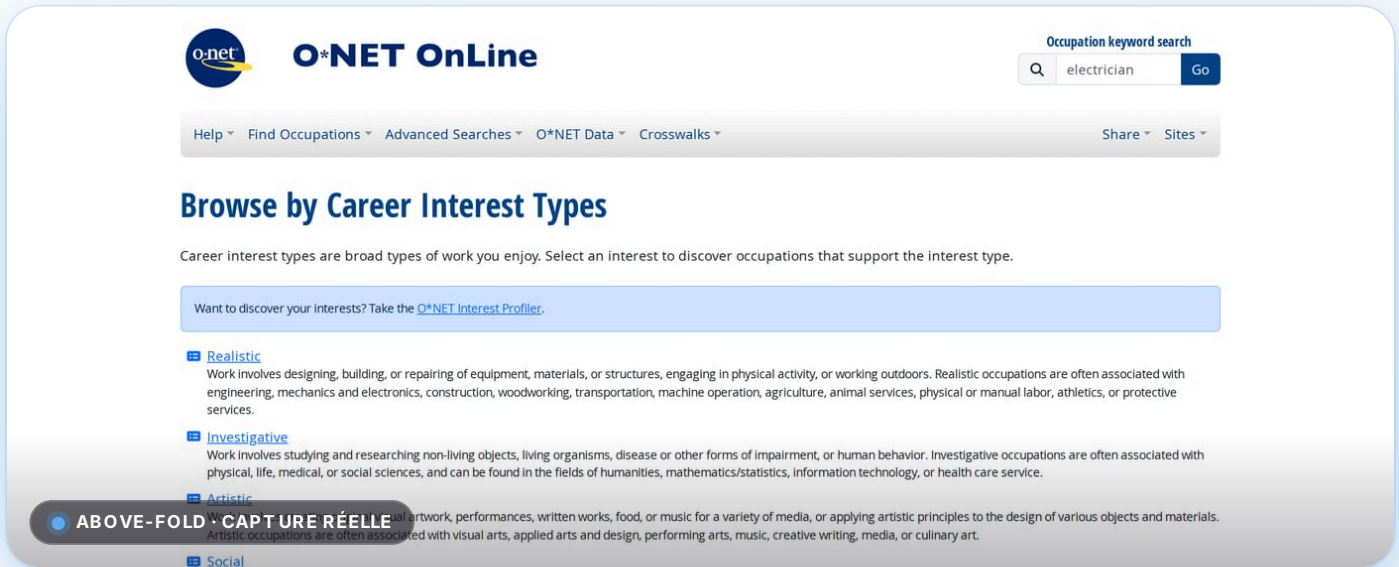 o·net
O*NET OnLine
Occupation keyword search
electrician
Go
Help
Find Occupations
Advanced Searches
O*NET Data
Crosswalks
Share
Sites
Browse by Career Interest Types
Career interest types are broad types of work you enjoy. Select an interest to discover occupations that support the interest type.
Want to discover your interests? Take the O*NET Interest Profiler.
Realistic
Work involves designing, building, or repairing of equipment, materials, or structures, engaging in physical activity, or working outdoors. Realistic occupations are often associated with
engineering, mechanics and electronics, construction, woodworking, transportation, machine operation, agriculture, animal services, physical or manual labor, athletics, or protective
services.
Investigative
Work involves studying and researching non-living objects, living organisms, disease or other forms of impairment, or human behavior. Investigative occupations are often associated with
physical, life, medical, or social sciences, and can be found in the fields of humanities, mathematics/statistics, information technology, or health care service.
Artistic
artwork, performances, written works, food, or music for a variety of media, or applying artistic principles to the design of various objects and materials.
Artistic occupations are often associated with visual arts, applied arts and design, performing arts, music, creative writing, media, or culinary art.
ABOVE-FOLD · CAPTURE RÉELLE
Social